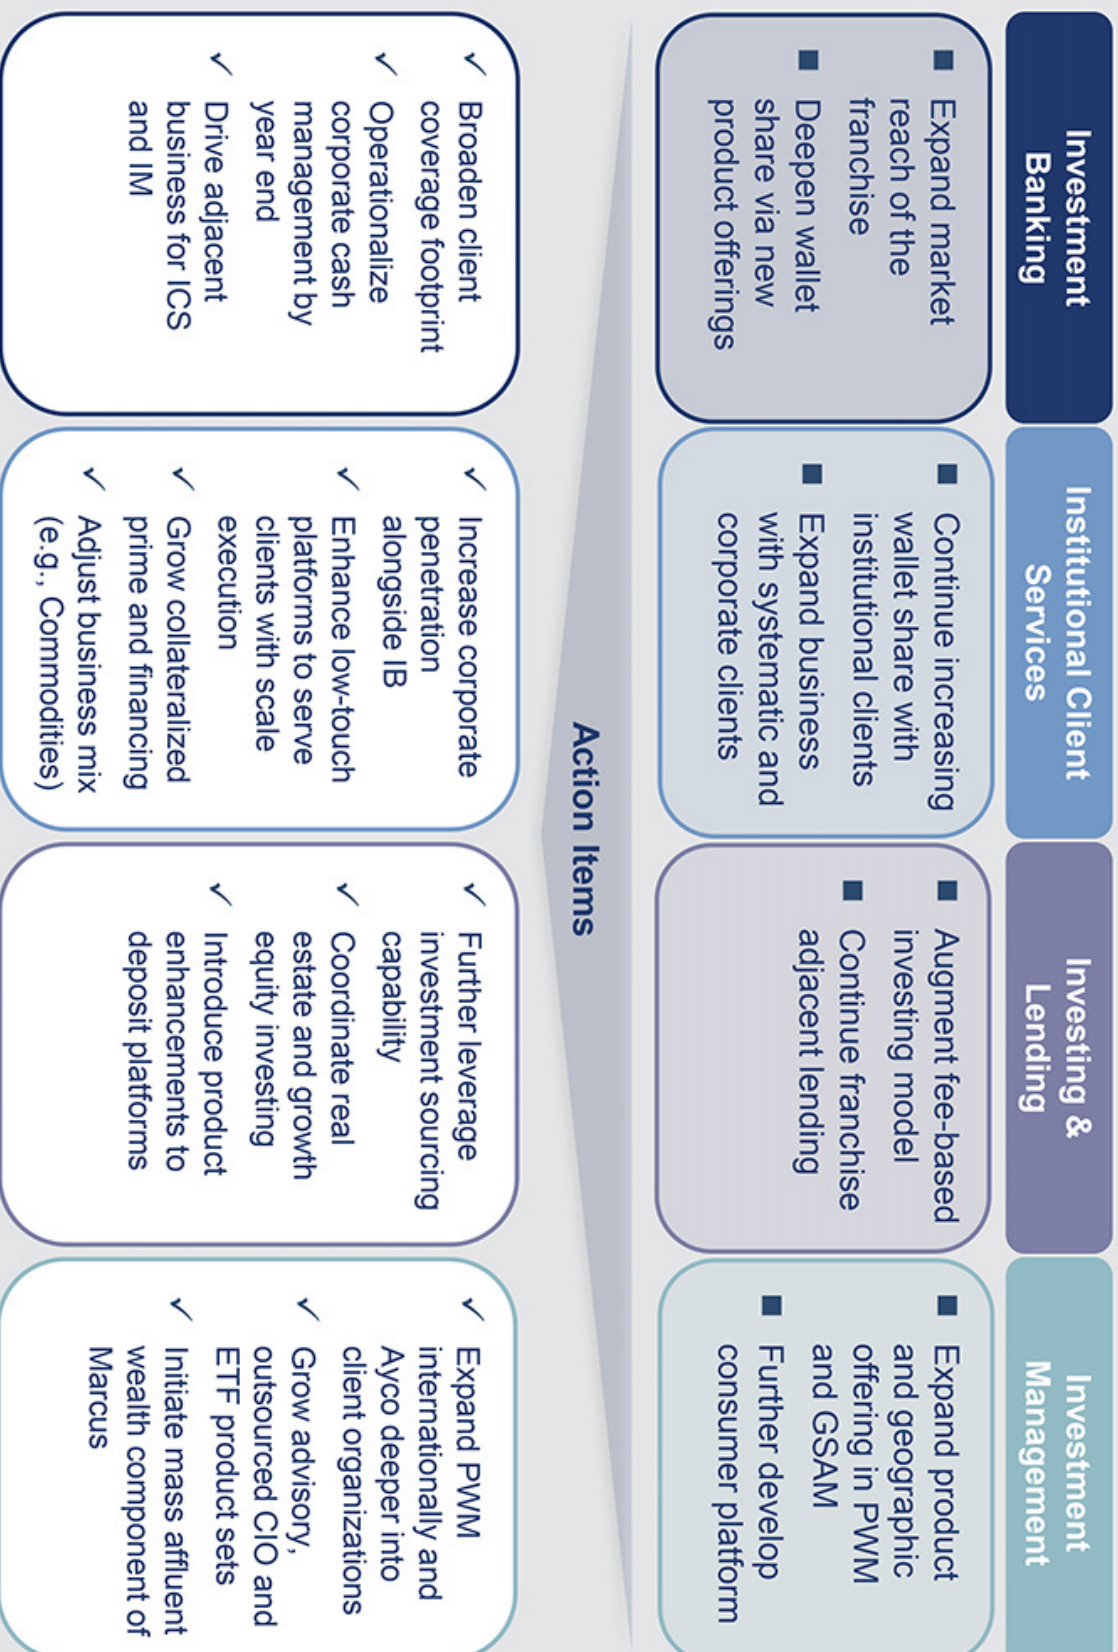 Investment
Banking
Institutional Client
Services
Investing &
Lending
Investment
Management
■ Expand market
reach of the
franchise
■ Deepen wallet
share via new
product offerings
■ Continue increasing
wallet share with
institutional clients
■ Expand business
with systematic and
corporate clients
■ Augment fee-based
investing model
■ Continue franchise
adjacent lending
■ Expand product
and geographic
offering in PWM
and GSAM
■ Further develop
consumer platform
Action Items
✓ Broaden client
coverage footprint
✓ Operationalize
corporate cash
management by
year end
✓ Drive adjacent
business for ICS
and IM
✓ Increase corporate
penetration
alongside IB
✓ Enhance low-touch
platforms to serve
clients with scale
execution
✓ Grow collateralized
prime and financing
✓ Adjust business mix
(e.g., Commodities)
✓ Further leverage
investment sourcing
capability
✓ Coordinate real
estate and growth
equity investing
✓ Introduce product
enhancements to
deposit platforms
✓ Expand PWM
internationally and
Ayco deeper into
client organizations
✓ Grow advisory,
outsourced CIO and
ETF product sets
✓ Initiate mass affluent
wealth component of
Marcus